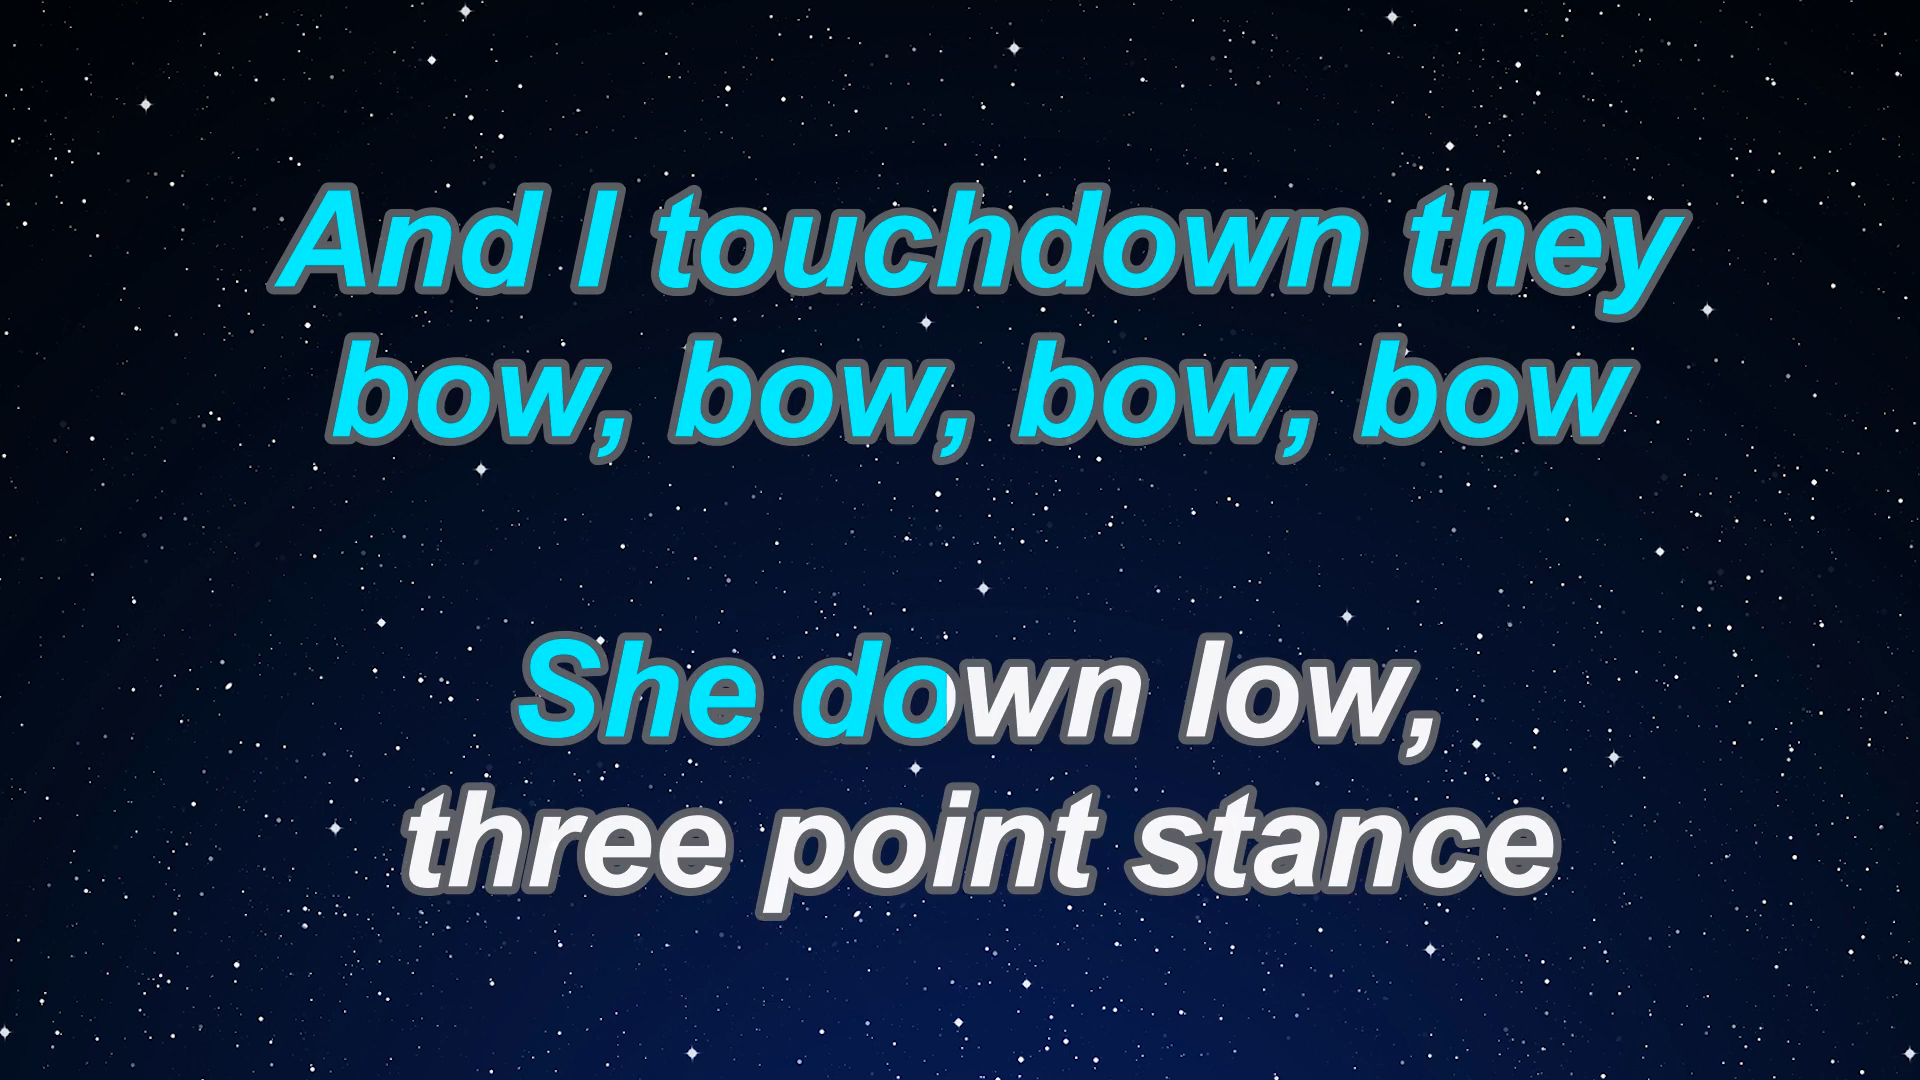 And I touchdown they
bow, bow, bow, bow
She down low,
three point stance